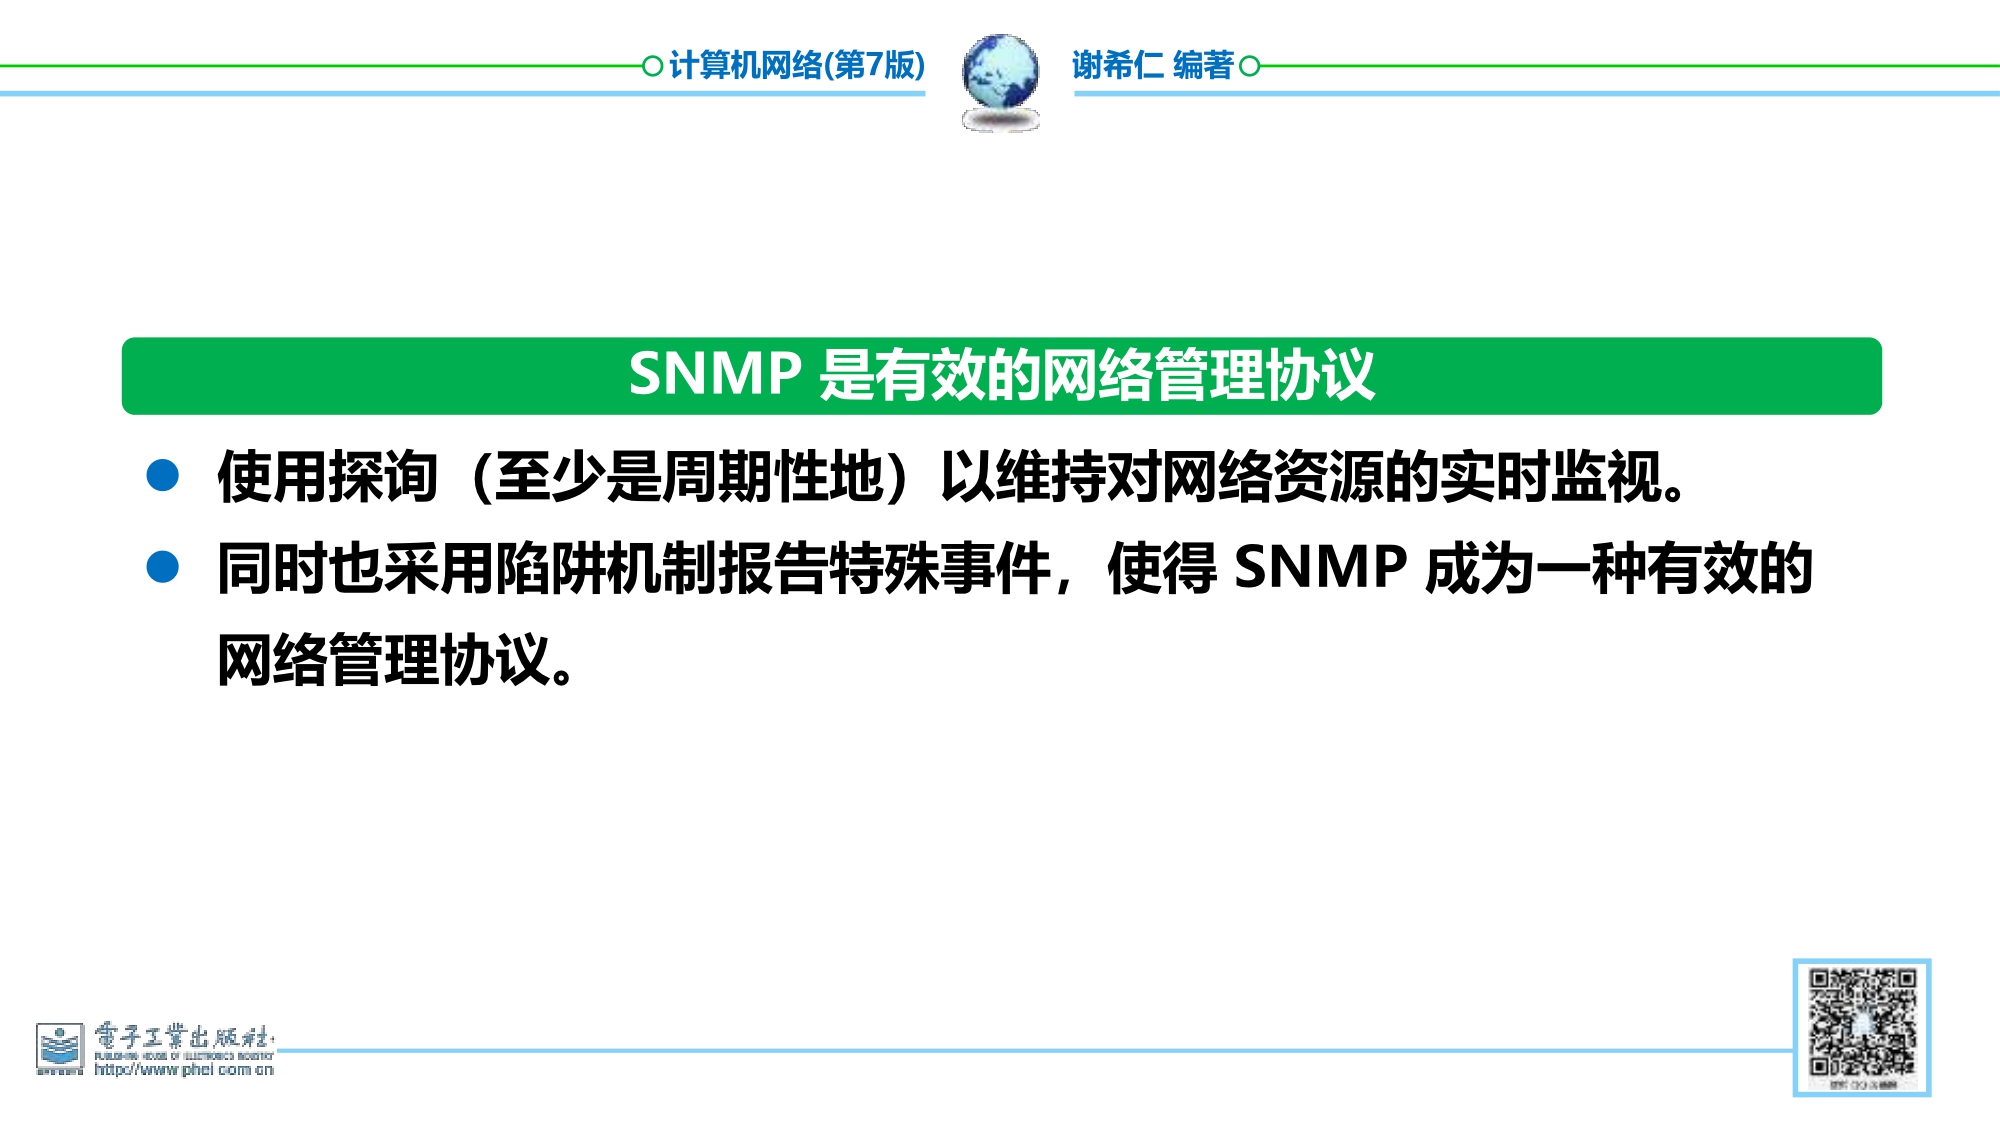 计算机网络(第7版)
谢希仁 编著
SNMP 是有效的网络管理协议
使用探询（至少是周期性地）以维持对网络资源的实时监视。
同时也采用陷阱机制报告特殊事件，使得 SNMP 成为一种有效的
网络管理协议。
電子工業出版社
PUBLISHING HOUSE OF ELECTRONICS INDUSTRY
http://www.phei.com.cn